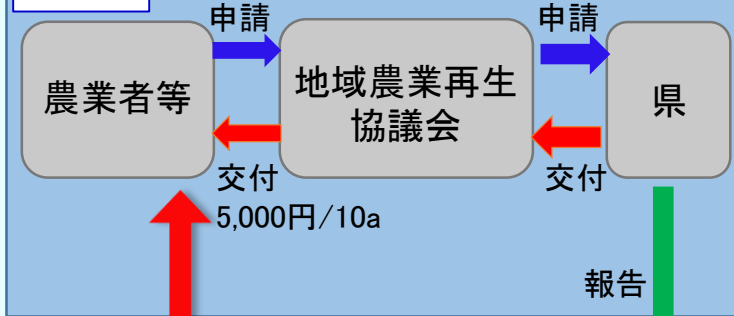 申請
申請
農業者等
地域農業再生
協議会
県
交付
交付
5,000円/10a
報告